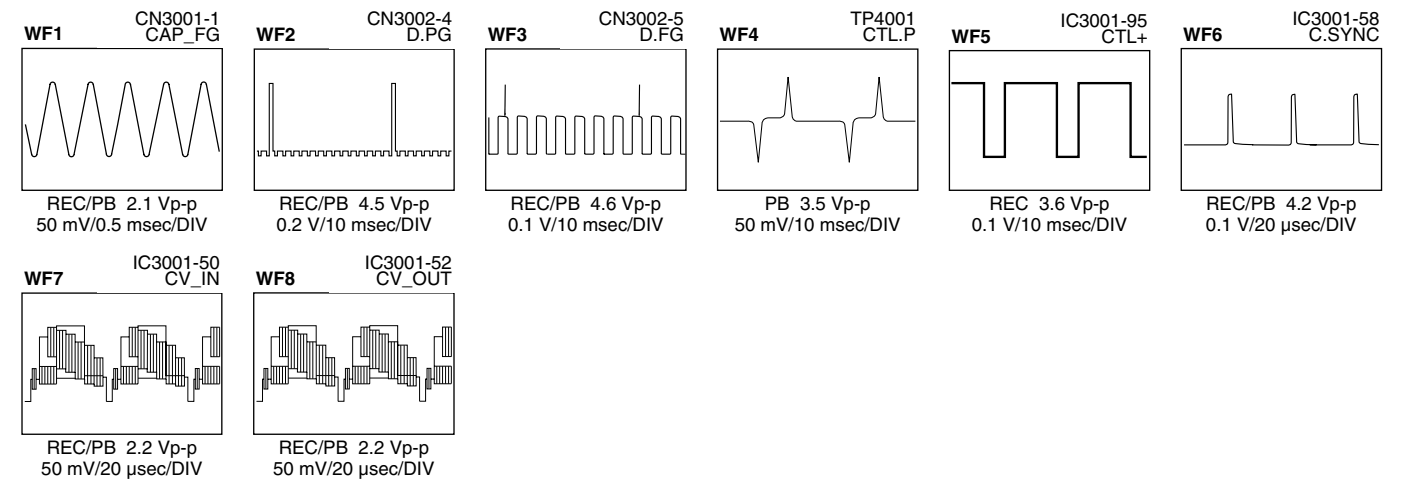 WF1 CN3001-1
CAP_FG
REC/PB 2.1 Vp-p
50 mV/0.5 msec/DIV
WF2 CN3002-4
D.PG
REC/PB 4.5 Vp-p
0.2 V/10 msec/DIV
WF3 CN3002-5
D.FG
REC/PB 4.6 Vp-p
0.1 V/10 msec/DIV
WF4 TP4001
CTL.P
PB 3.5 Vp-p
50 mV/10 msec/DIV
WF5 IC3001-95
CTL+
REC 3.6 Vp-p
0.1 V/10 msec/DIV
WF6 IC3001-58
C.SYNC
REC/PB 4.2 Vp-p
0.1 V/20 µsec/DIV
WF7 IC3001-50
CV_IN
REC/PB 2.2 Vp-p
50 mV/20 µsec/DIV
WF8 IC3001-52
CV_OUT
REC/PB 2.2 Vp-p
50 mV/20 µsec/DIV